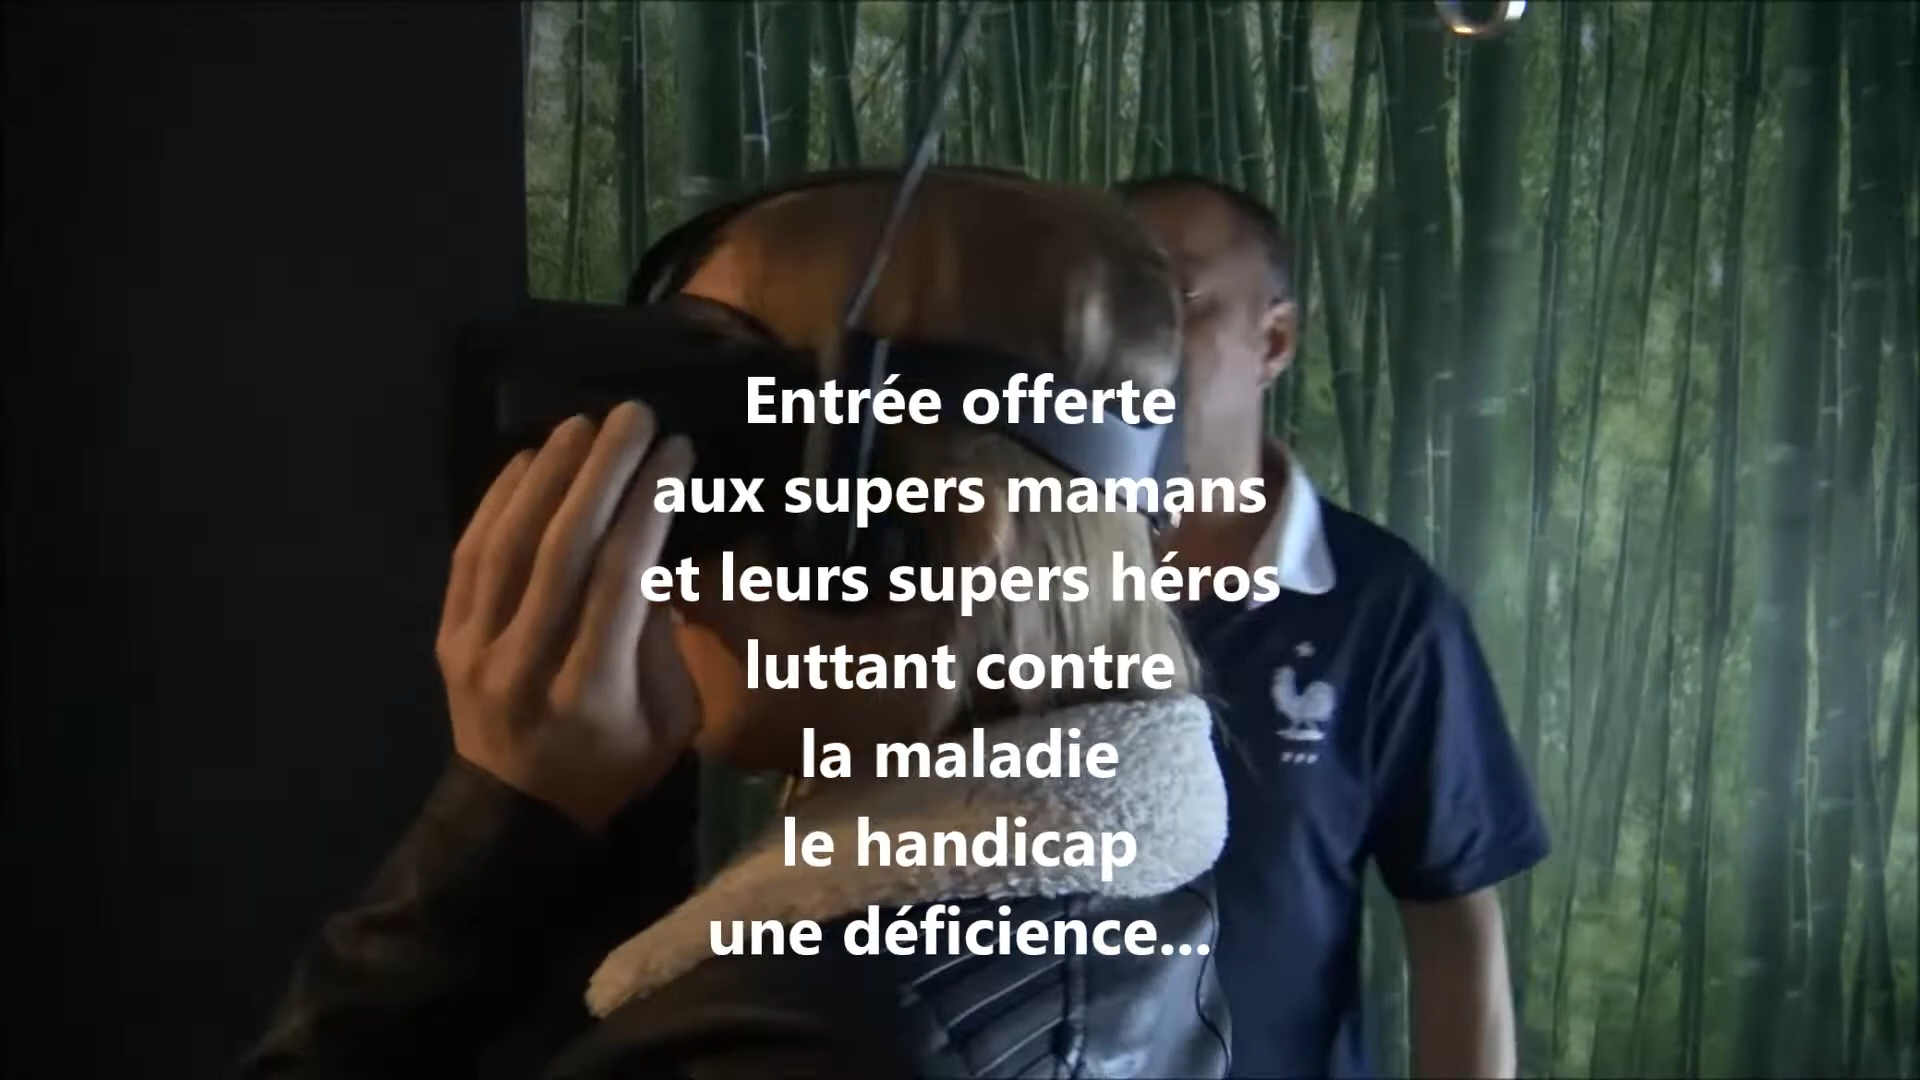 Entrée offerte
aux supers mamans
et leurs supers héros
luttant contre
la maladie
le handicap
une déficience...